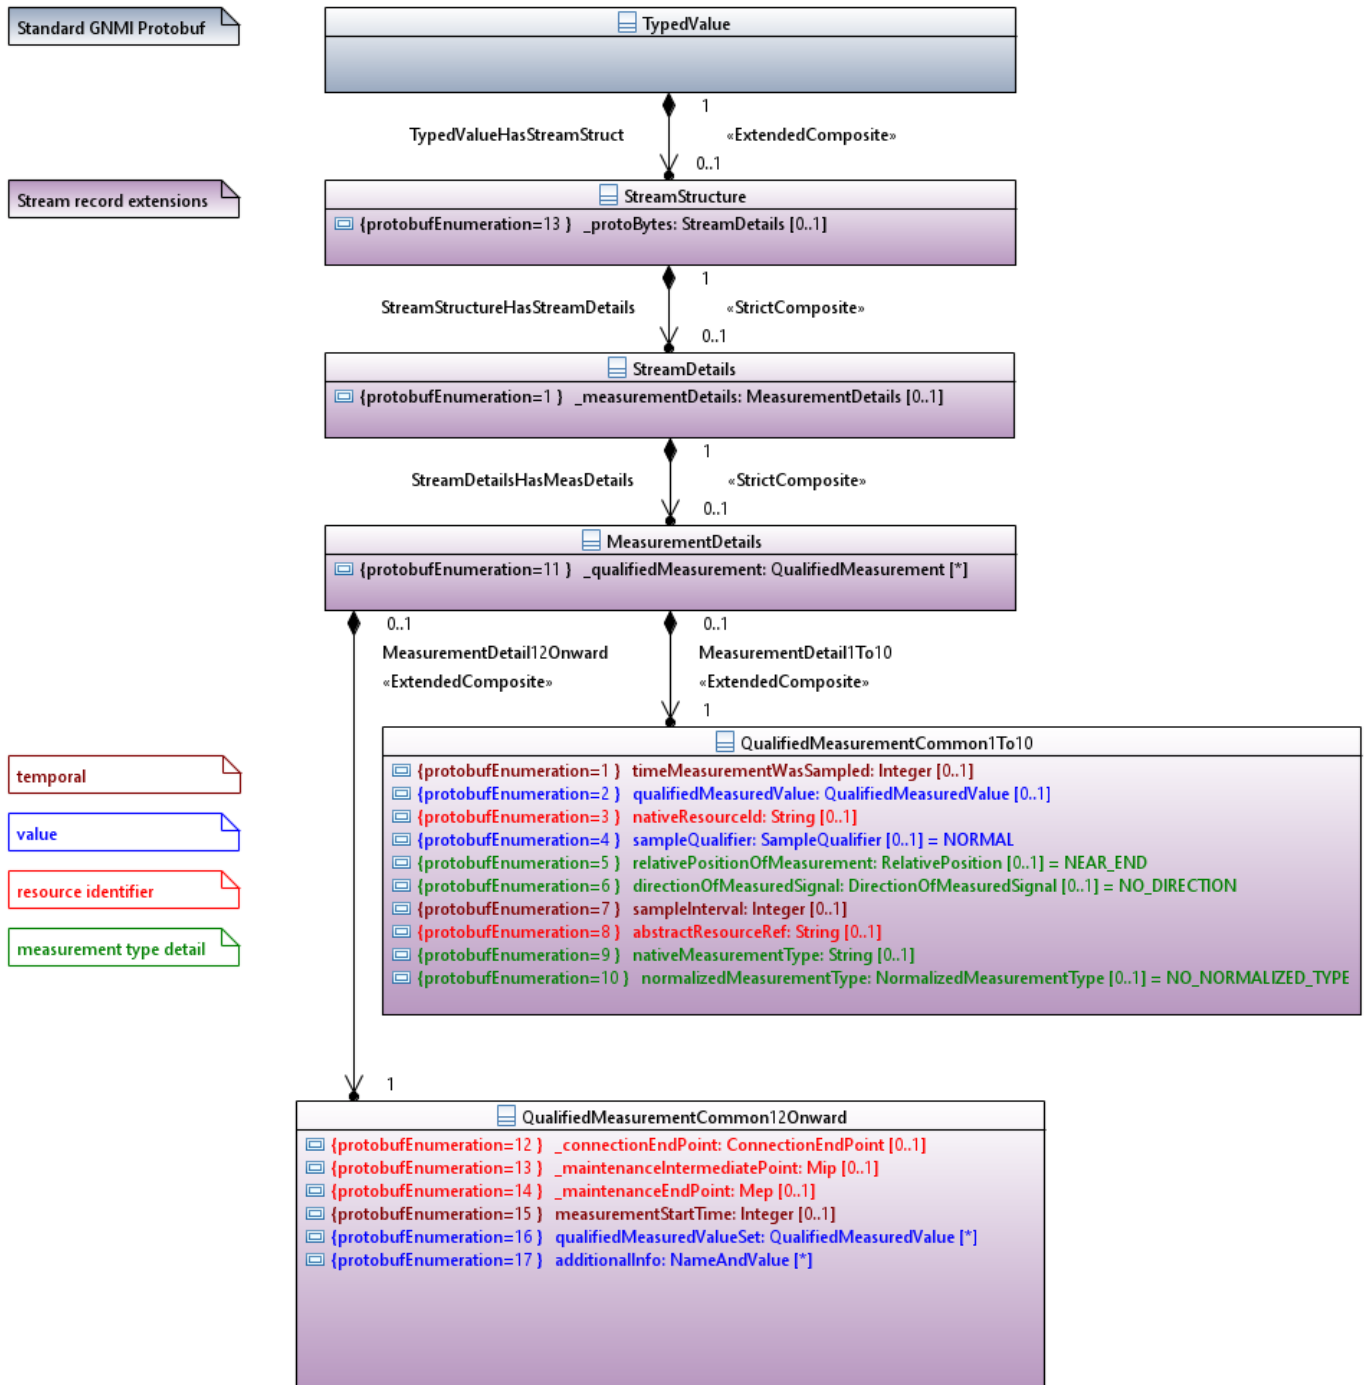 Standard GNMI Protobuf
TypedValue
1
TypedValueHasStreamStruct
«ExtendedComposite»
0..1
Stream record extensions
StreamStructure
{protobufEnumeration=13 } _protoBytes: StreamDetails [0..1]
1
StreamStructureHasStreamDetails
«StrictComposite»
0..1
StreamDetails
{protobufEnumeration=1 } _measurementDetails: MeasurementDetails [0..1]
1
StreamDetailsHasMeasDetails
«StrictComposite»
0..1
MeasurementDetails
{protobufEnumeration=11 } _qualifiedMeasurement: QualifiedMeasurement [*]
0..1
0..1
MeasurementDetail12Onward
MeasurementDetail1To10
«ExtendedComposite»
«ExtendedComposite»
1
QualifiedMeasurementCommon1To10
{protobufEnumeration=1 } timeMeasurementWasSampled: Integer [0..1]
{protobufEnumeration=2 } qualifiedMeasuredValue: QualifiedMeasuredValue [0..1]
{protobufEnumeration=3 } nativeResourceId: String [0..1]
{protobufEnumeration=4 } sampleQualifier: SampleQualifier [0..1] = NORMAL
{protobufEnumeration=5 } relativePositionOfMeasurement: RelativePosition [0..1] = NEAR_END
{protobufEnumeration=6 } directionOfMeasuredSignal: DirectionOfMeasuredSignal [0..1] = NO_DIRECTION
{protobufEnumeration=7 } sampleInterval: Integer [0..1]
{protobufEnumeration=8 } abstractResourceRef: String [0..1]
{protobufEnumeration=9 } nativeMeasurementType: String [0..1]
{protobufEnumeration=10 } normalizedMeasurementType: NormalizedMeasurementType [0..1] = NO_NORMALIZED_TYPE
temporal
value
resource identifier
measurement type detail
1
QualifiedMeasurementCommon12Onward
{protobufEnumeration=12 } _connectionEndPoint: ConnectionEndPoint [0..1]
{protobufEnumeration=13 } _maintenanceIntermediatePoint: Mip [0..1]
{protobufEnumeration=14 } _maintenanceEndPoint: Mep [0..1]
{protobufEnumeration=15 } measurementStartTime: Integer [0..1]
{protobufEnumeration=16 } qualifiedMeasuredValueSet: QualifiedMeasuredValue [*]
{protobufEnumeration=17 } additionalInfo: NameAndValue [*]